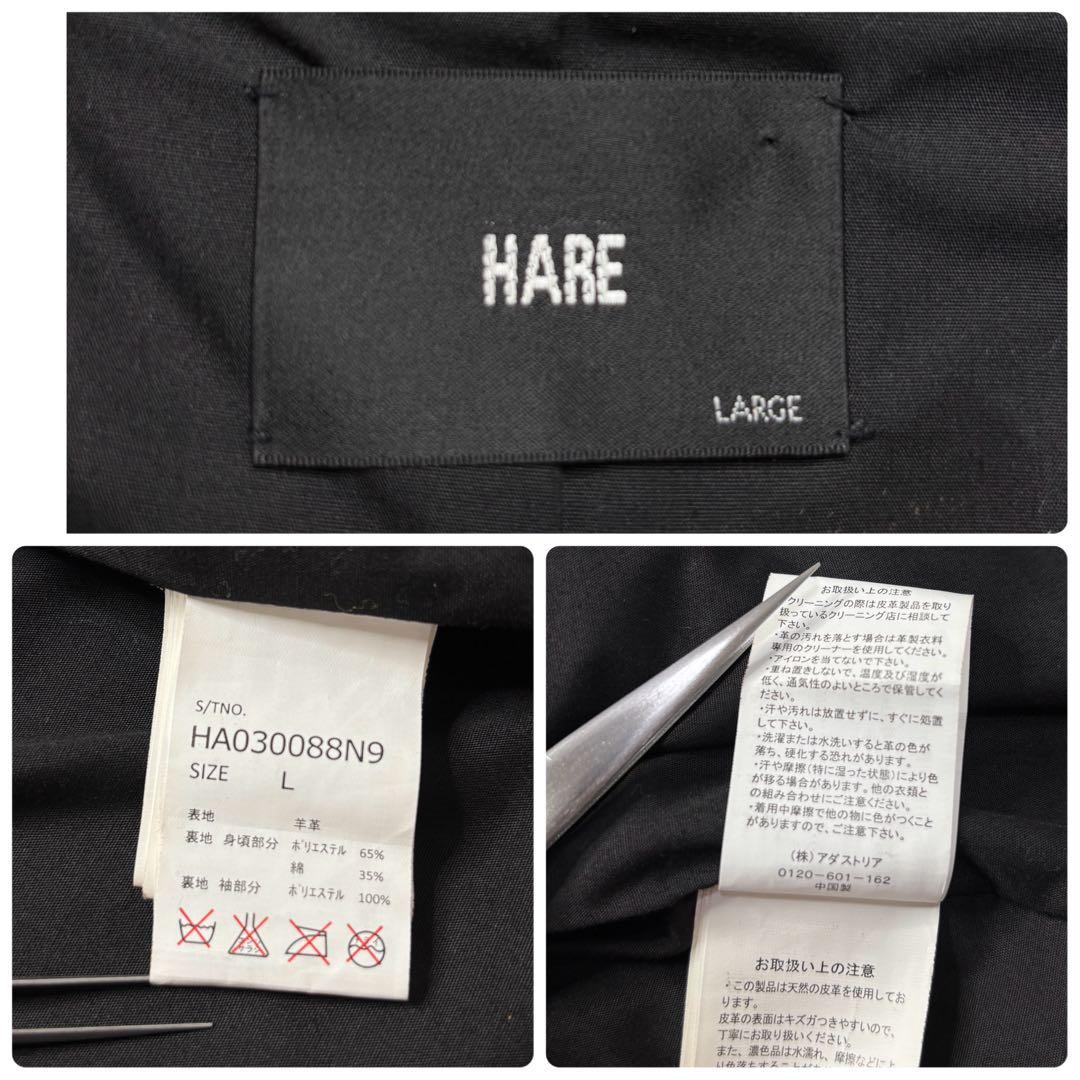 HARE
LARGE
S/TNO.
HA030088N9
SIZE L
表地 羊革
裏地 身頃部分 ポリエステル 65%
綿 35%
裏地 袖部分 ポリエステル 100%
お取扱い上の注意
クリーニングの際は皮革製品を取り
扱っているクリーニング店に相談して
下さい。
・革の汚れを落とす場合は革製衣料
専用のクリーナーを使用してください。
・アイロンを当てないで下さい。
・重ね置きしないで、温度及び湿度が
低く、通気性のよいところで保管してく
ださい。
・汗や汚れは放置せずに、すぐに処置
して下さい。
・洗濯または水洗いすると革の色が
落ち、硬化する恐れがあります。
・汗や摩擦(特に湿った状態)により色
が移る場合があります。他の衣類と
の組み合わせにご注意ください。
・着用中摩擦で他の物に色がつくこと
がありますので、ご注意下さい。
(株)アダストリア
0120-601-162
中国製
お取扱い上の注意
・この製品は天然の皮革を使用してお
ります。
皮革の表面はキズがつきやすいので、
丁寧にお取り扱いください。
また、濃色品は水濡れ、摩擦などによ
り色落ちすることが